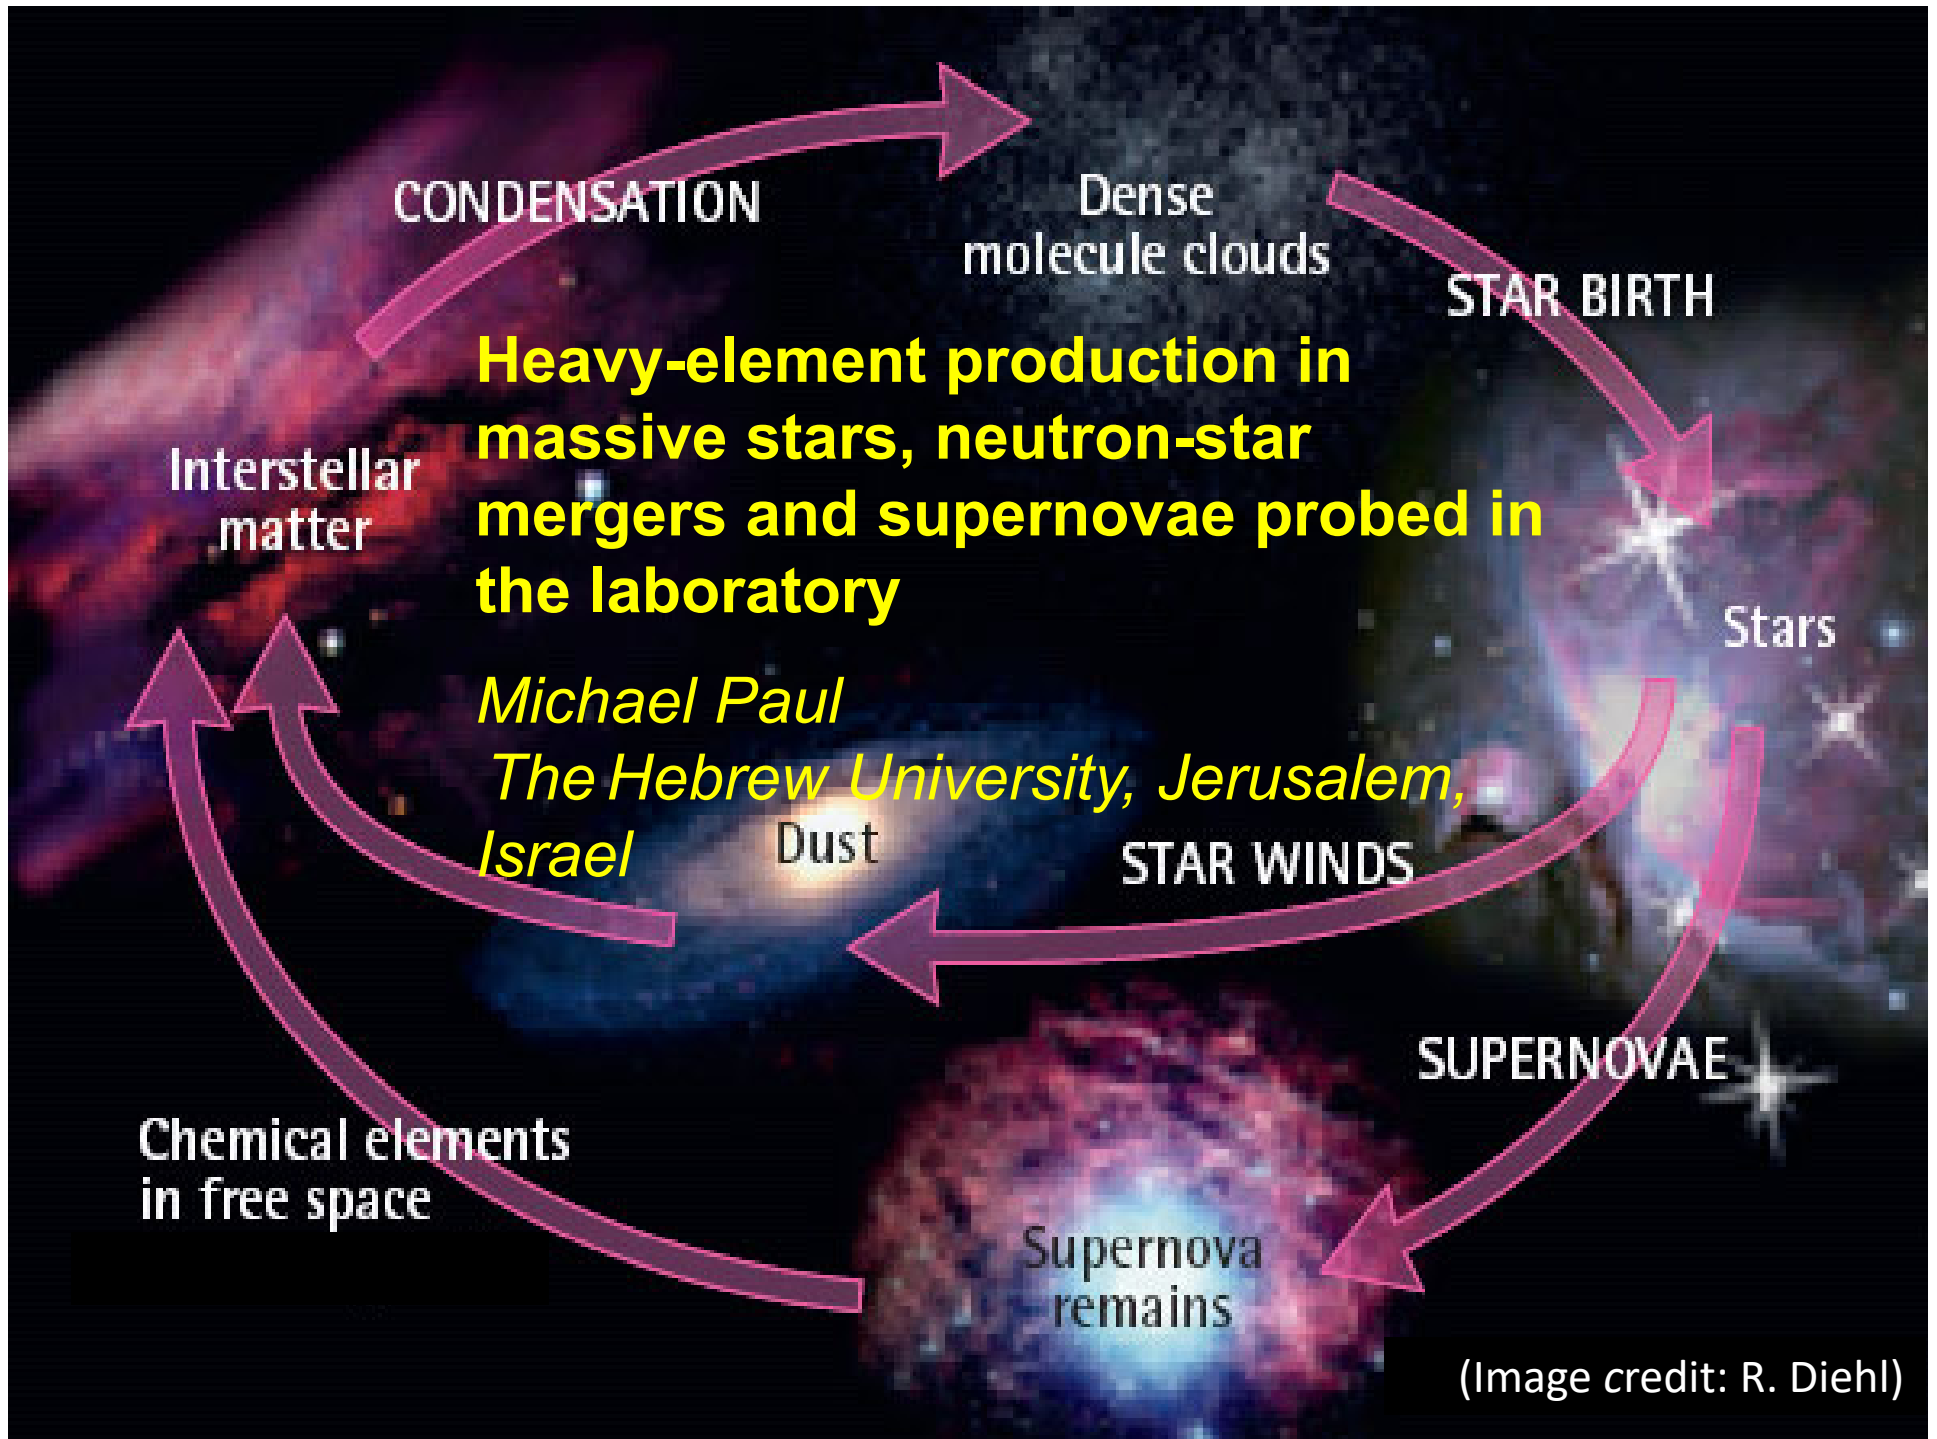 CONDENSATION
Dense
molecule clouds
STAR BIRTH
Heavy-element production in
massive stars, neutron-star
mergers and supernovae probed in
the laboratory
Interstellar
matter
Stars
Michael Paul
The Hebrew University, Jerusalem,
Israel
Dust
STAR WINDS
SUPERNOVAE
Chemical elements
in free space
Supernova
remains
(Image credit: R. Diehl)